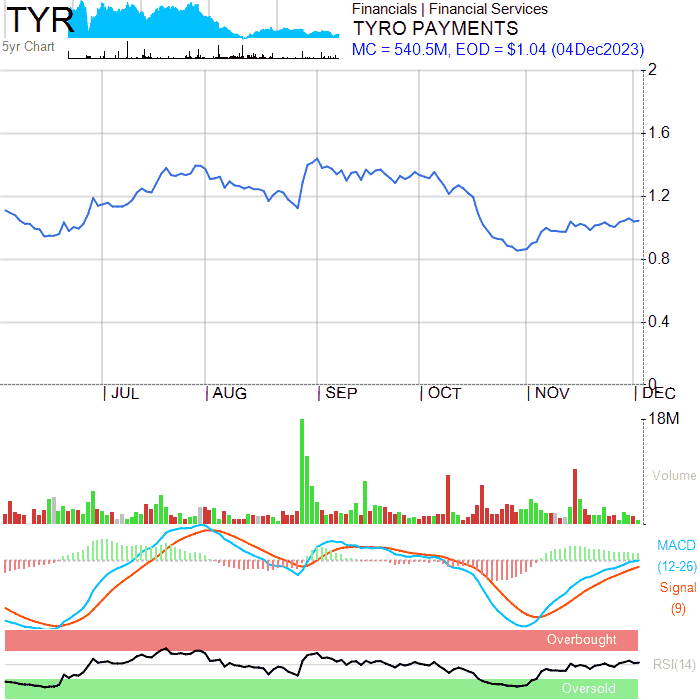 TYR
5yr Chart
Financials | Financial Services
TYRO PAYMENTS
MC = 540.5M, EOD = $1.04 (04Dec2023)
2
1.6
1.2
0.8
0.4
0
JUL AUG SEP OCT NOV DEC
18M
Volume
MACD
(12-26)
Signal
(9)
Overbought
RSI(14)
Oversold